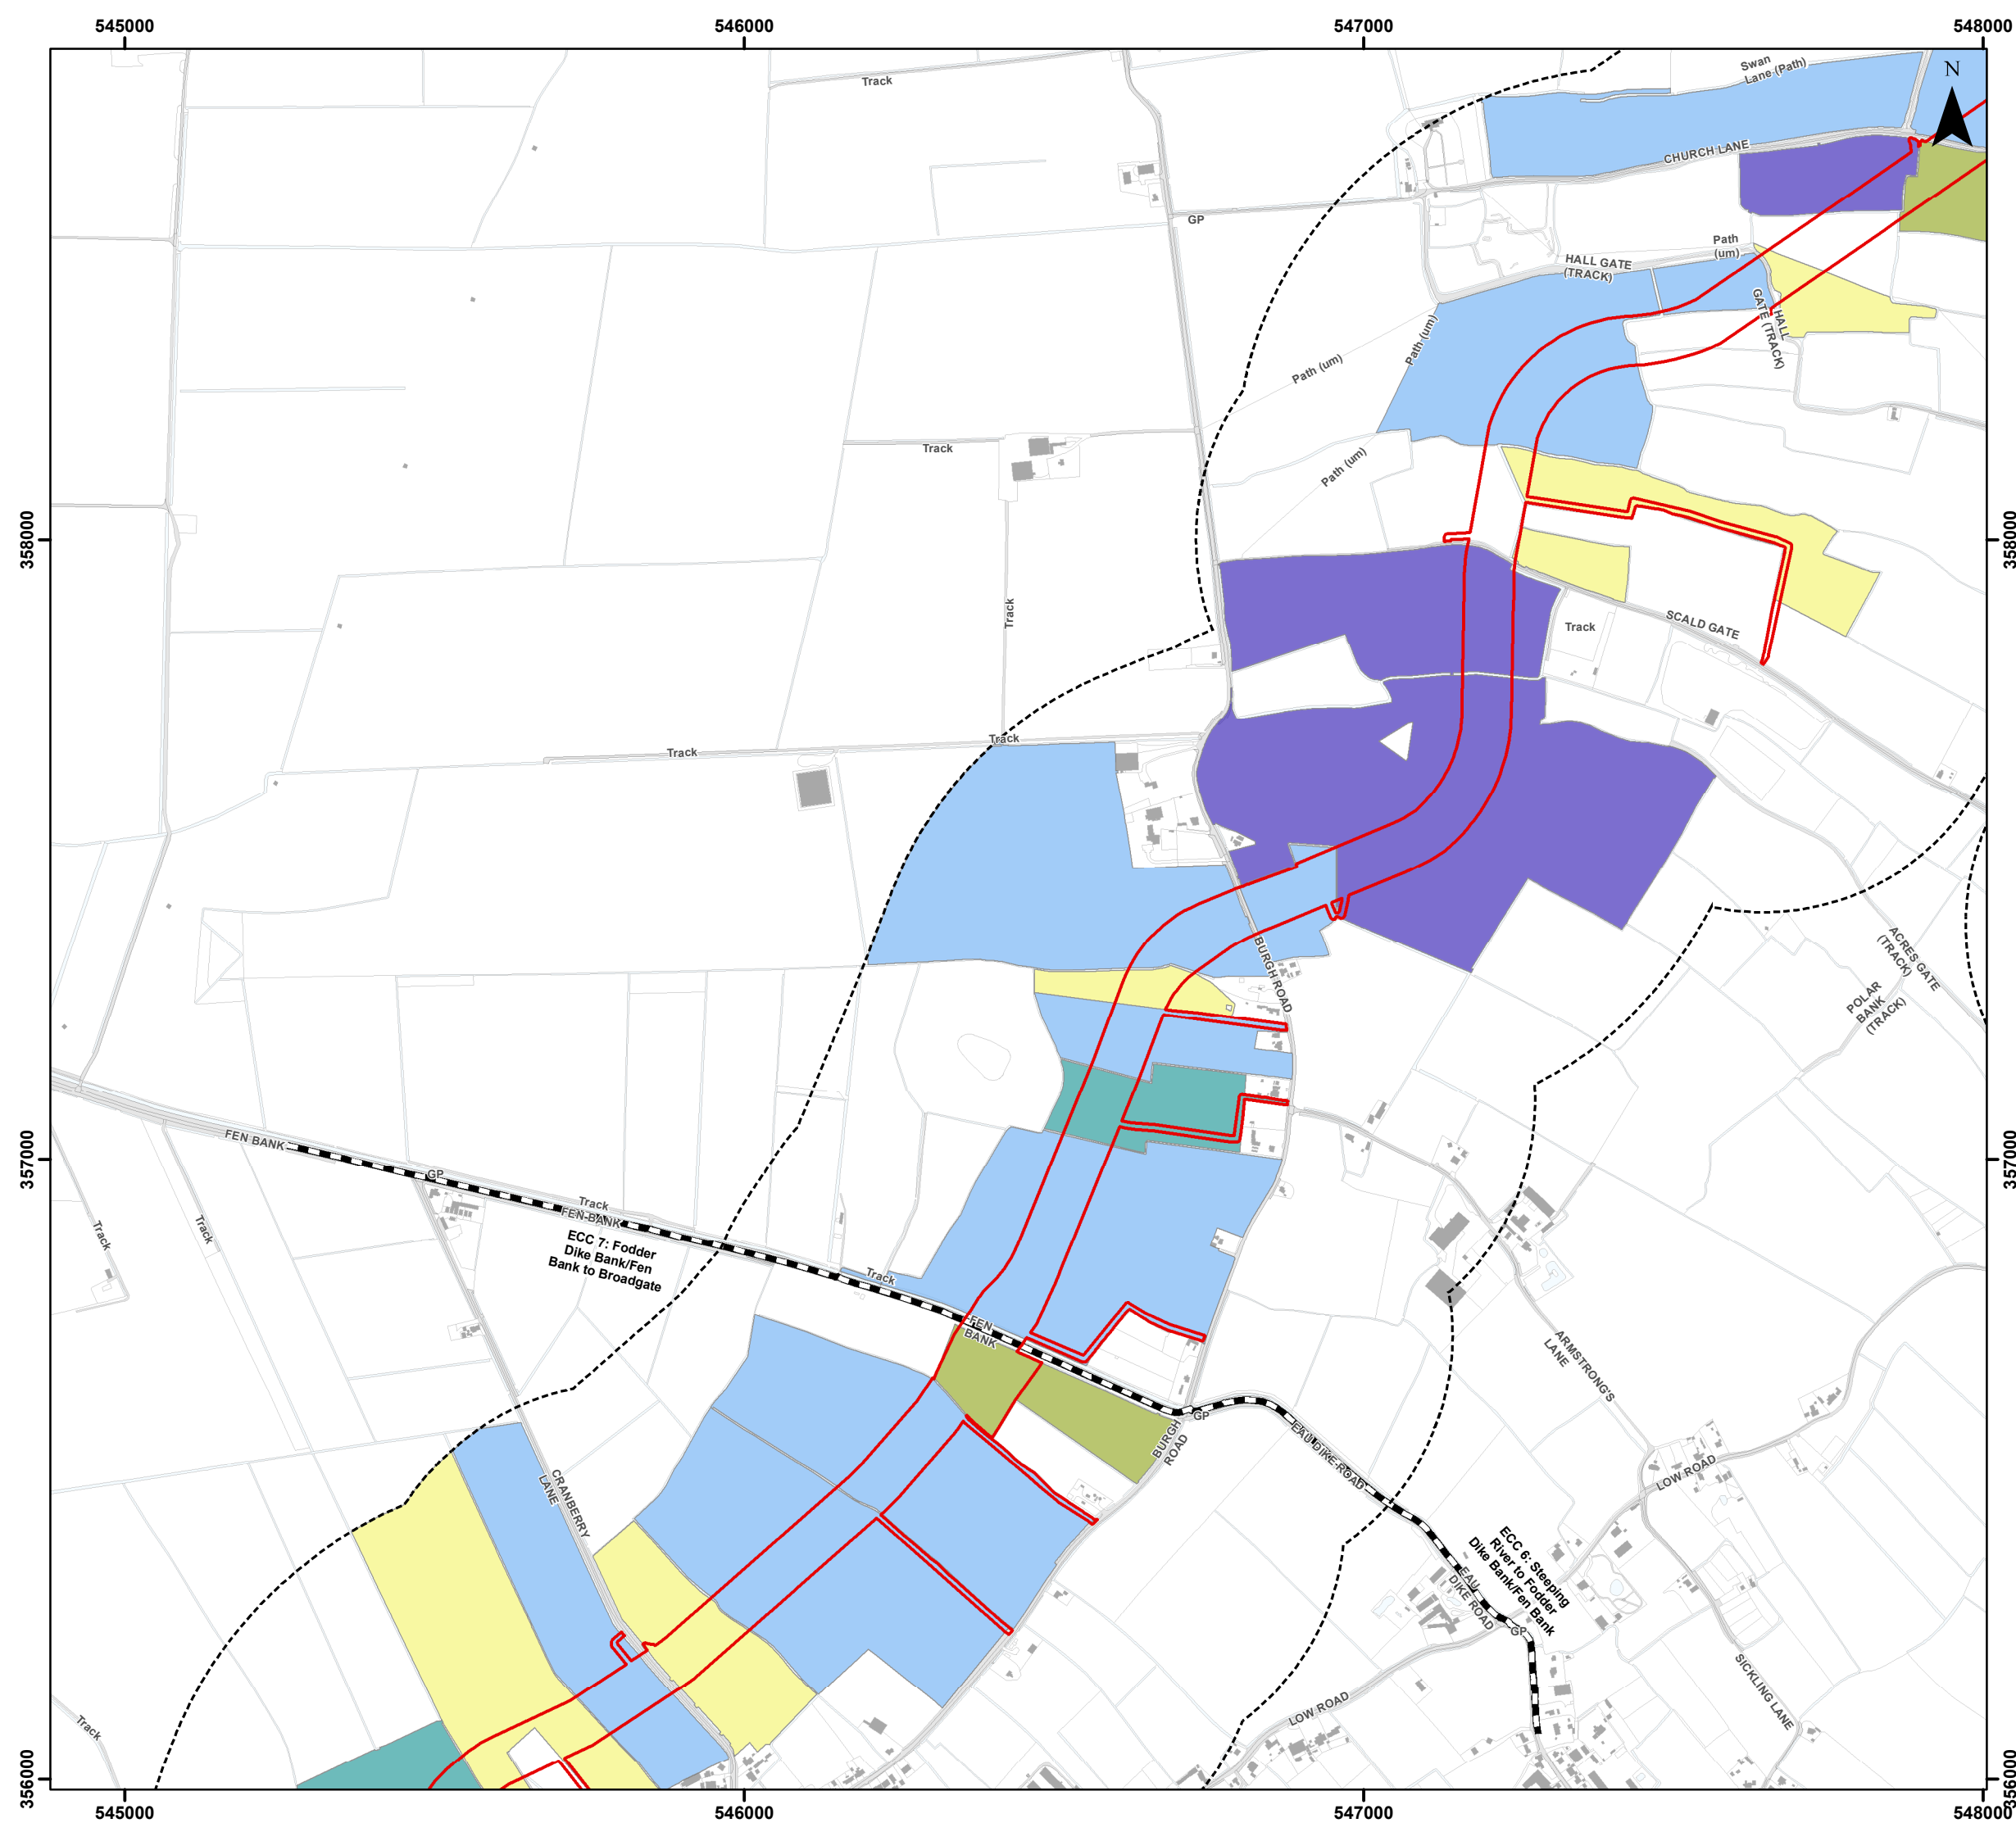 545000
546000
547000
548000
Swan
Lane (Path)
N
Track
CHURCH LANE
GP
Path
(um)
HALL GATE
(TRACK)
HALL
GATE (TRACK)
Path (um)
Path (um)
Track
Path (um)
358000
358000
Track
SCALD GATE
Track
Track
Track
BURGH ROAD
ACRES GATE
(TRACK)
POLAR
BANK
(TRACK)
357000
357000
FEN BANK
GP
Track
FEN BANK
Track
Track
ECC 7: Fodder
Dike Bank/Fen
Bank to Broadgate
Track
FEN
BANK
ARMSTRONG'S
LANE
GP
BURGH
ROAD
EAU DIKE ROAD
LOW ROAD
CRANBERRY
LANE
ECC 6: Steeping
River to Fodder
Dike Bank/Fen Bank
EAU
DIKE ROAD
GP
SICKLING LANE
LOW ROAD
Track
356000
356000
545000
546000
547000
548000